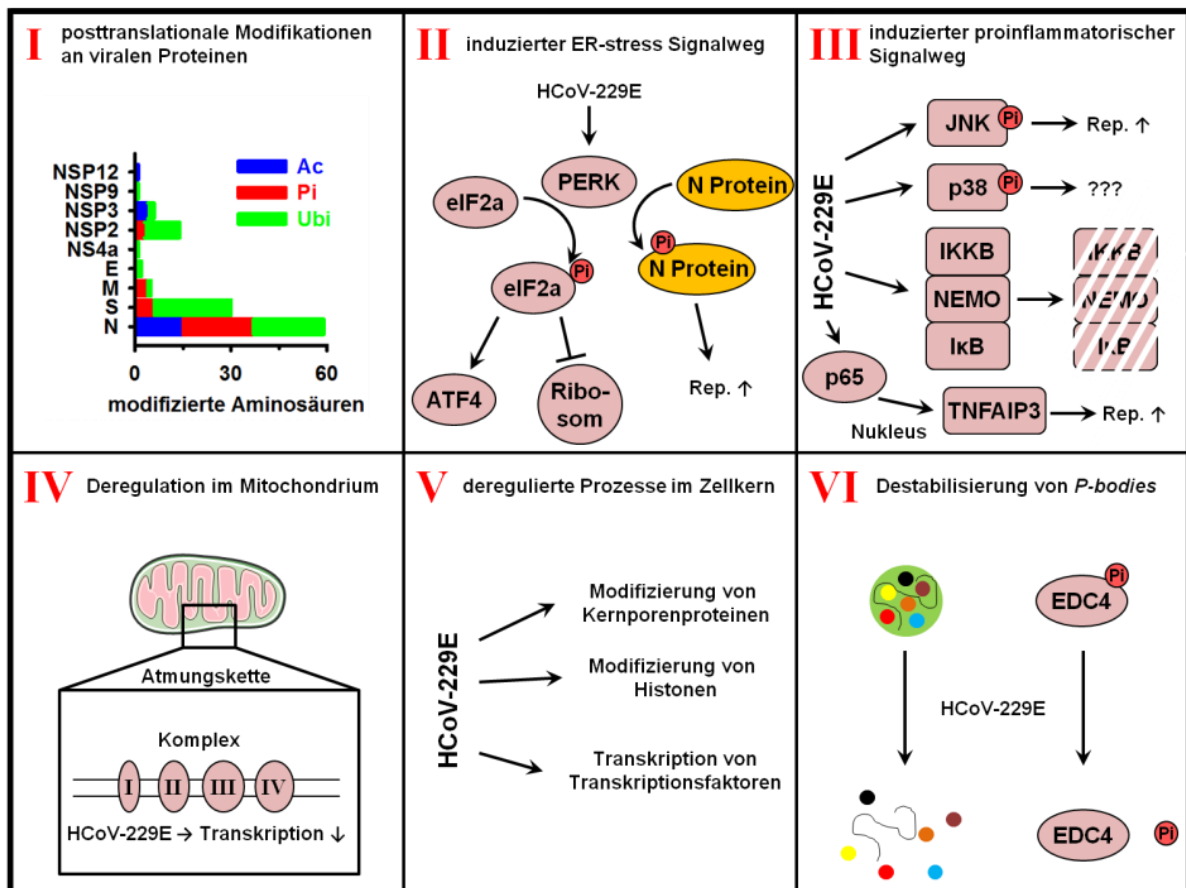 I
posttranslationale Modifikationen
an viralen Proteinen
Ac
Pi
Ubi
NSP12
NSP9
NSP3
NSP2
NS4a
E
M
S
N
0 30 60
modifizierte Aminosäuren
II
induzierter ER-stress Signalweg
HCoV-229E
PERK
eIF2a
N Protein
Pi
N Protein
Pi
eIF2a
ATF4
Ribo-
som
Rep. ↑
III
induzierter proinflammatorischer
Signalweg
HCoV-229E
JNK
Pi
Rep. ↑
p38
Pi
???
IKKB
NEMO
IκB
IKKB
NEMO
IκB
p65
Nukleus
TNFAIP3
Rep. ↑
IV
Deregulation im Mitochondrium
Atmungskette
Komplex
I II III IV
HCoV-229E → Transkription ↓
V
deregulierte Prozesse im Zellkern
HCoV-229E
Modifizierung von
Kernporenproteinen
Modifizierung von
Histonen
Transkription von
Transkriptionsfaktoren
VI
Destabilisierung von P-bodies
Pi
EDC4
HCoV-229E
EDC4
Pi